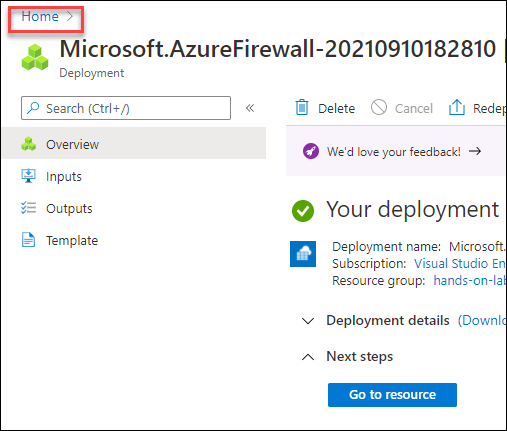 Home >
Microsoft.AzureFirewall-20210910182810 |
Deployment
Search (Ctrl+/)
«
Overview
Inputs
Outputs
Template
Delete
Cancel
Redep
We'd love your feedback! →
Your deployment
Deployment name: Microsoft.
Subscription: Visual Studio En
Resource group: hands-on-lab
Deployment details (Downlo
Next steps
Go to resource